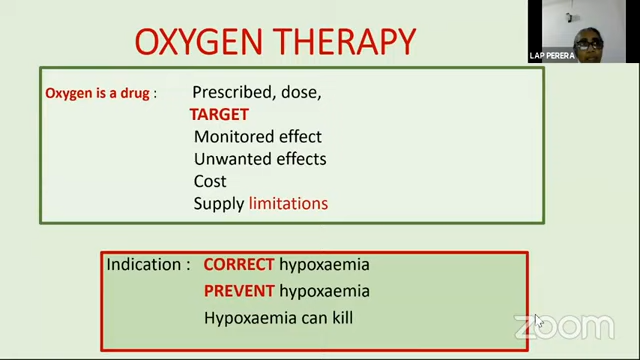 OXYGEN THERAPY
LAP PERERA
Oxygen is a drug : Prescribed, dose,
TARGET
Monitored effect
Unwanted effects
Cost
Supply limitations
Indication : CORRECT hypoxaemia
PREVENT hypoxaemia
Hypoxaemia can kill
zoom